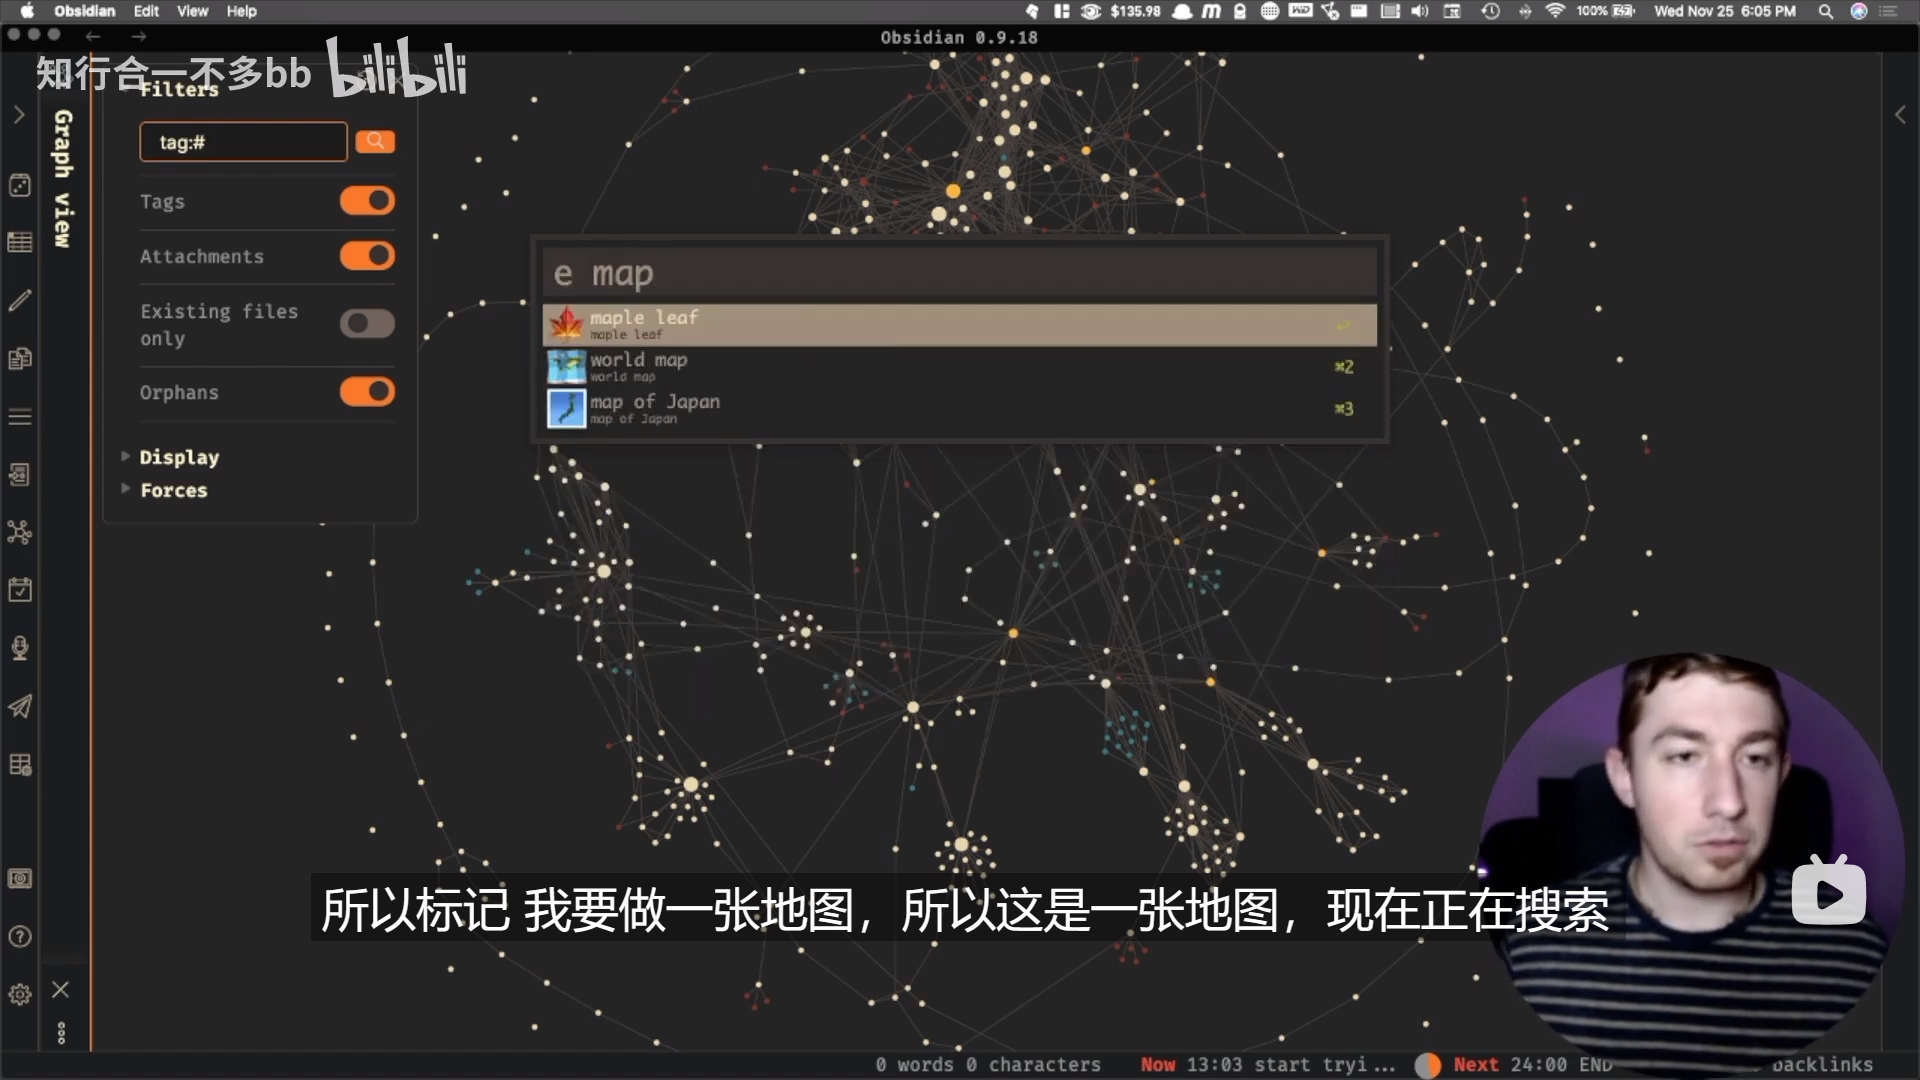 Obsidian Edit View Help
$135.98
100%
Wed Nov 25 6:05 PM
Obsidian 0.9.18
知行合一不多bb bilibili
Graph view
Filters
tag:#
Tags
Attachments
Existing files
only
Orphans
Display
Forces
e map
maple leaf
maple leaf
world map
world map
⌘2
map of Japan
map of Japan
⌘3
所以标记 我要做一张地图，所以这是一张地图，现在正在搜索
0 words 0 characters
Now 13:03 start tryi...
Next 24:00 END
backlinks